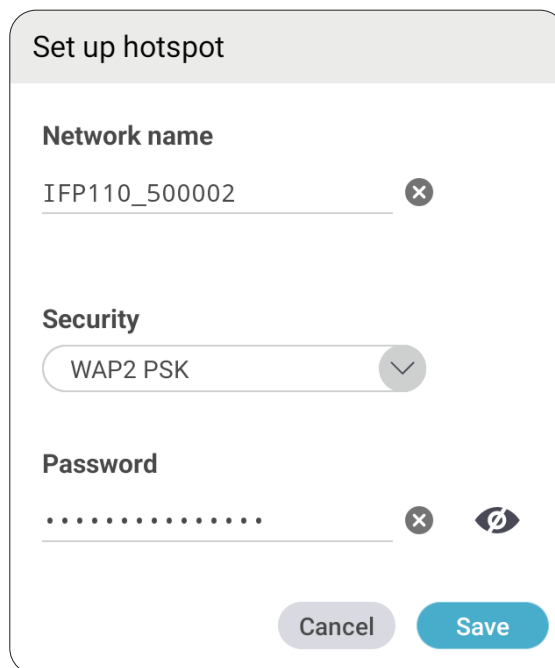 Set up hotspot
Network name
IFP110_500002
Security
WAP2 PSK
Password
•••••••••••••••
Cancel Save